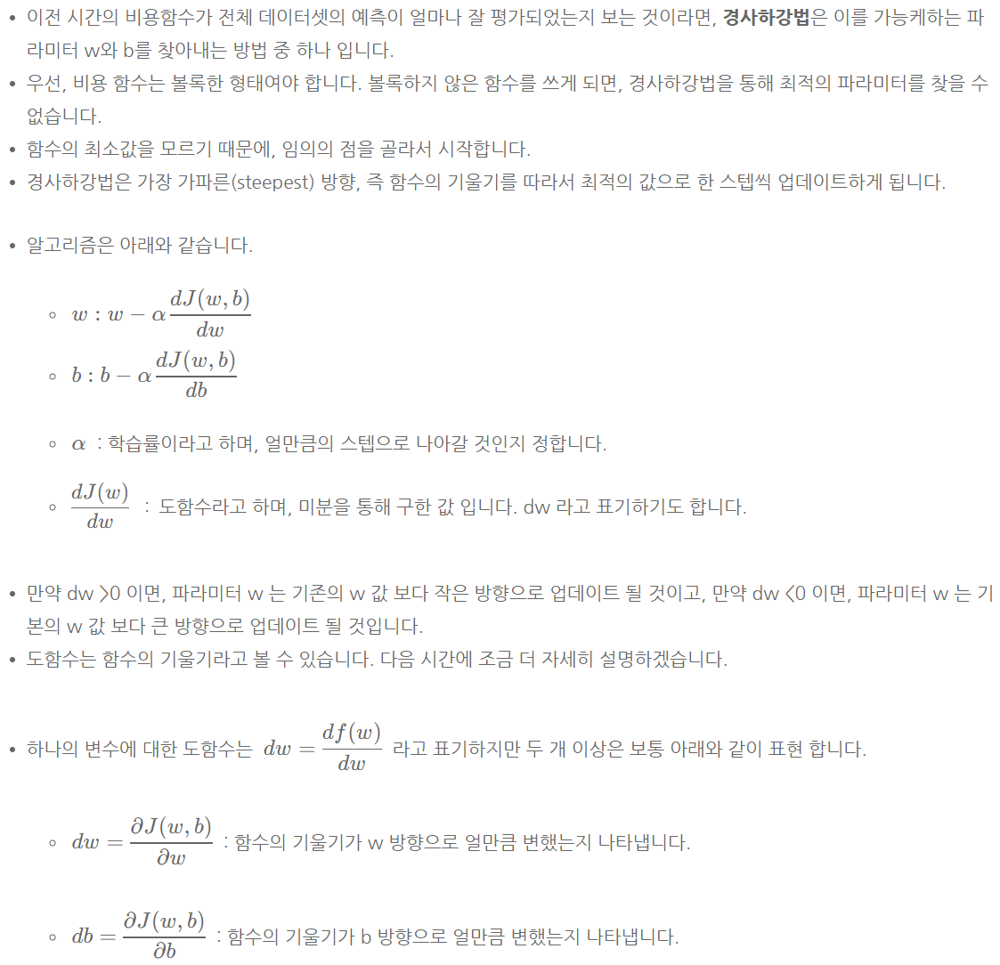 • 이전 시간의 비용함수가 전체 데이터셋의 예측이 얼마나 잘 평가되었는지 보는 것이라면, 경사하강법은 이를 가능케하는 파
라미터 w와 b를 찾아내는 방법 중 하나 입니다.
• 우선, 비용 함수는 볼록한 형태여야 합니다. 볼록하지 않은 함수를 쓰게 되면, 경사하강법을 통해 최적의 파라미터를 찾을 수
없습니다.
• 함수의 최소값을 모르기 때문에, 임의의 점을 골라서 시작합니다.
• 경사하강법은 가장 가파른(steepest) 방향, 즉 함수의 기울기를 따라서 최적의 값으로 한 스텝씩 업데이트하게 됩니다.
• 알고리즘은 아래와 같습니다.
◦ $w : w - \alpha \dfrac{dJ(w, b)}{dw}$
◦ $b : b - \alpha \dfrac{dJ(w, b)}{db}$
◦ $\alpha$ : 학습률이라고 하며, 얼만큼의 스텝으로 나아갈 것인지 정합니다.
◦ $\dfrac{dJ(w)}{dw}$ : 도함수라고 하며, 미분을 통해 구한 값 입니다. dw 라고 표기하기도 합니다.
• 만약 dw >0 이면, 파라미터 w 는 기존의 w 값 보다 작은 방향으로 업데이트 될 것이고, 만약 dw <0 이면, 파라미터 w 는 기
본의 w 값 보다 큰 방향으로 업데이트 될 것입니다.
• 도함수는 함수의 기울기라고 볼 수 있습니다. 다음 시간에 조금 더 자세히 설명하겠습니다.
• 하나의 변수에 대한 도함수는 $dw = \dfrac{df(w)}{dw}$ 라고 표기하지만 두 개 이상은 보통 아래와 같이 표현 합니다.
◦ $dw = \dfrac{\partial J(w, b)}{\partial w}$ : 함수의 기울기가 w 방향으로 얼만큼 변했는지 나타냅니다.
◦ $db = \dfrac{\partial J(w, b)}{\partial b}$ : 함수의 기울기가 b 방향으로 얼만큼 변했는지 나타냅니다.